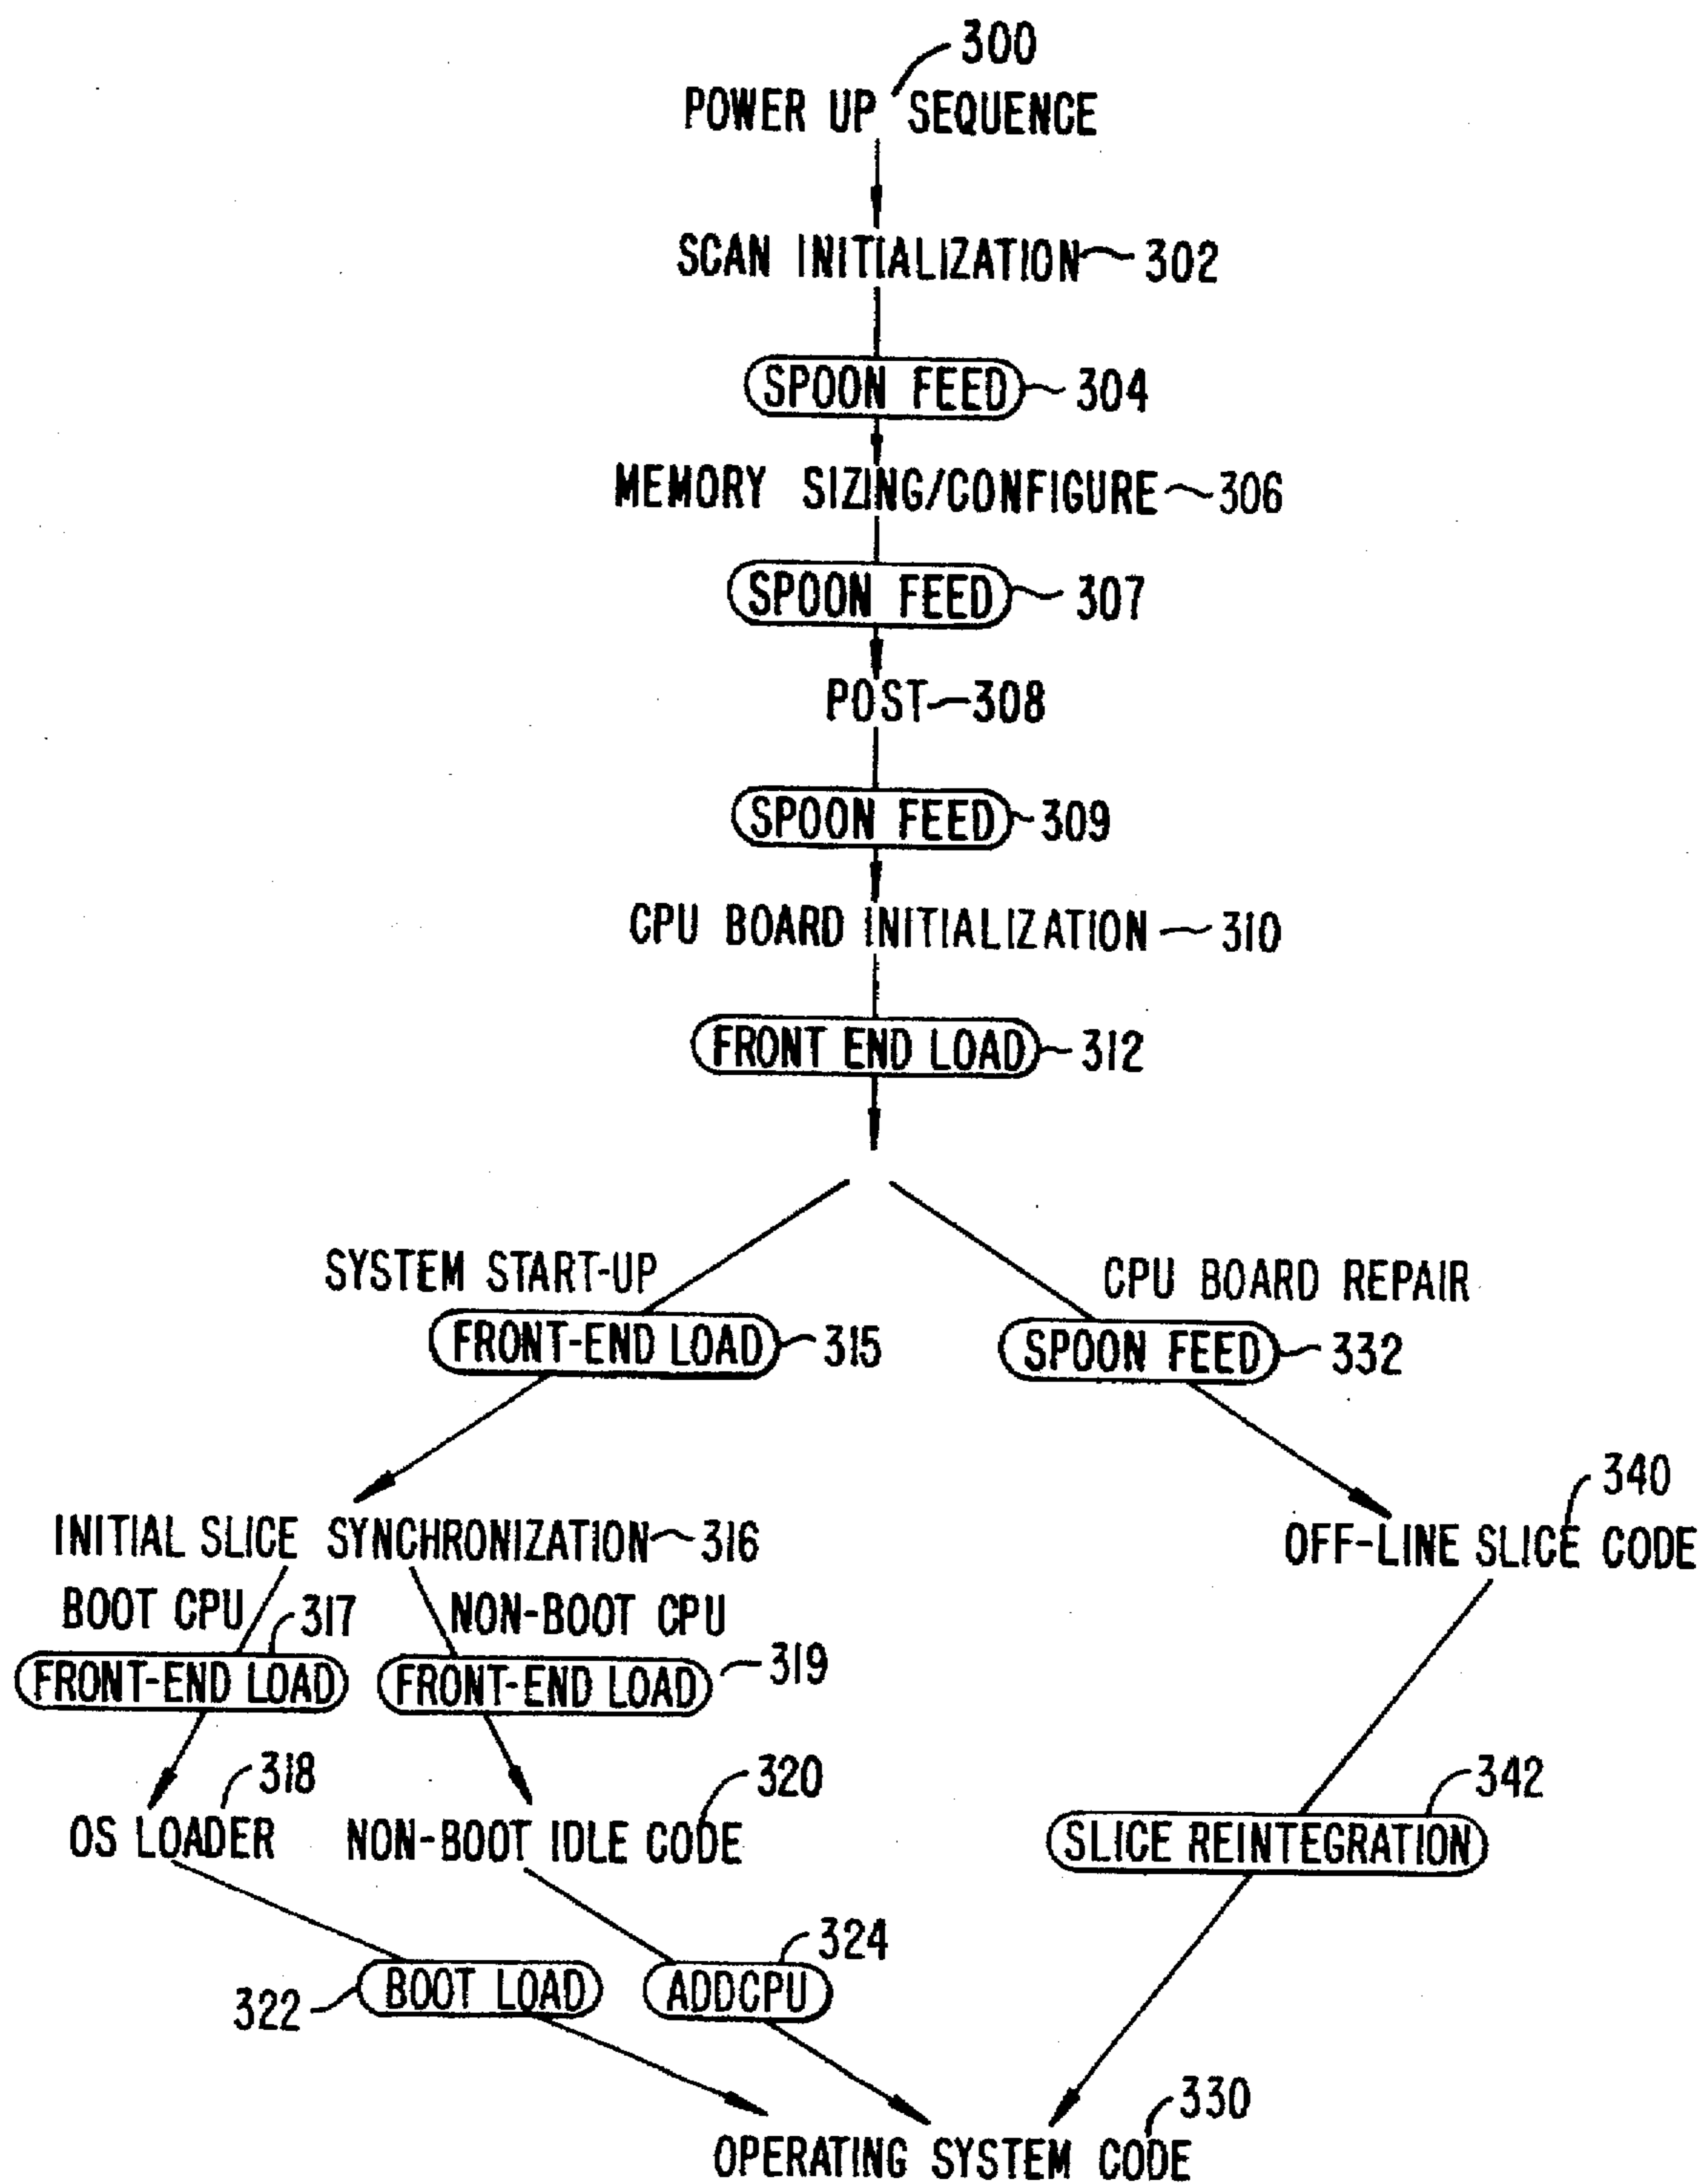 300
POWER UP SEQUENCE
SCAN INITIALIZATION 302
SPOON FEED 304
MEMORY SIZING/CONFIGURE 306
SPOON FEED 307
POST 308
SPOON FEED 309
CPU BOARD INITIALIZATION 310
FRONT END LOAD 312
SYSTEM START-UP
CPU BOARD REPAIR
FRONT-END LOAD 315
SPOON FEED 332
340
INITIAL SLICE SYNCHRONIZATION 316
OFF-LINE SLICE CODE
BOOT CPU 317
NON-BOOT CPU
FRONT-END LOAD
FRONT-END LOAD 319
318
320
342
OS LOADER
NON-BOOT IDLE CODE
SLICE REINTEGRATION
324
322 BOOT LOAD
ADDCPU
330
OPERATING SYSTEM CODE